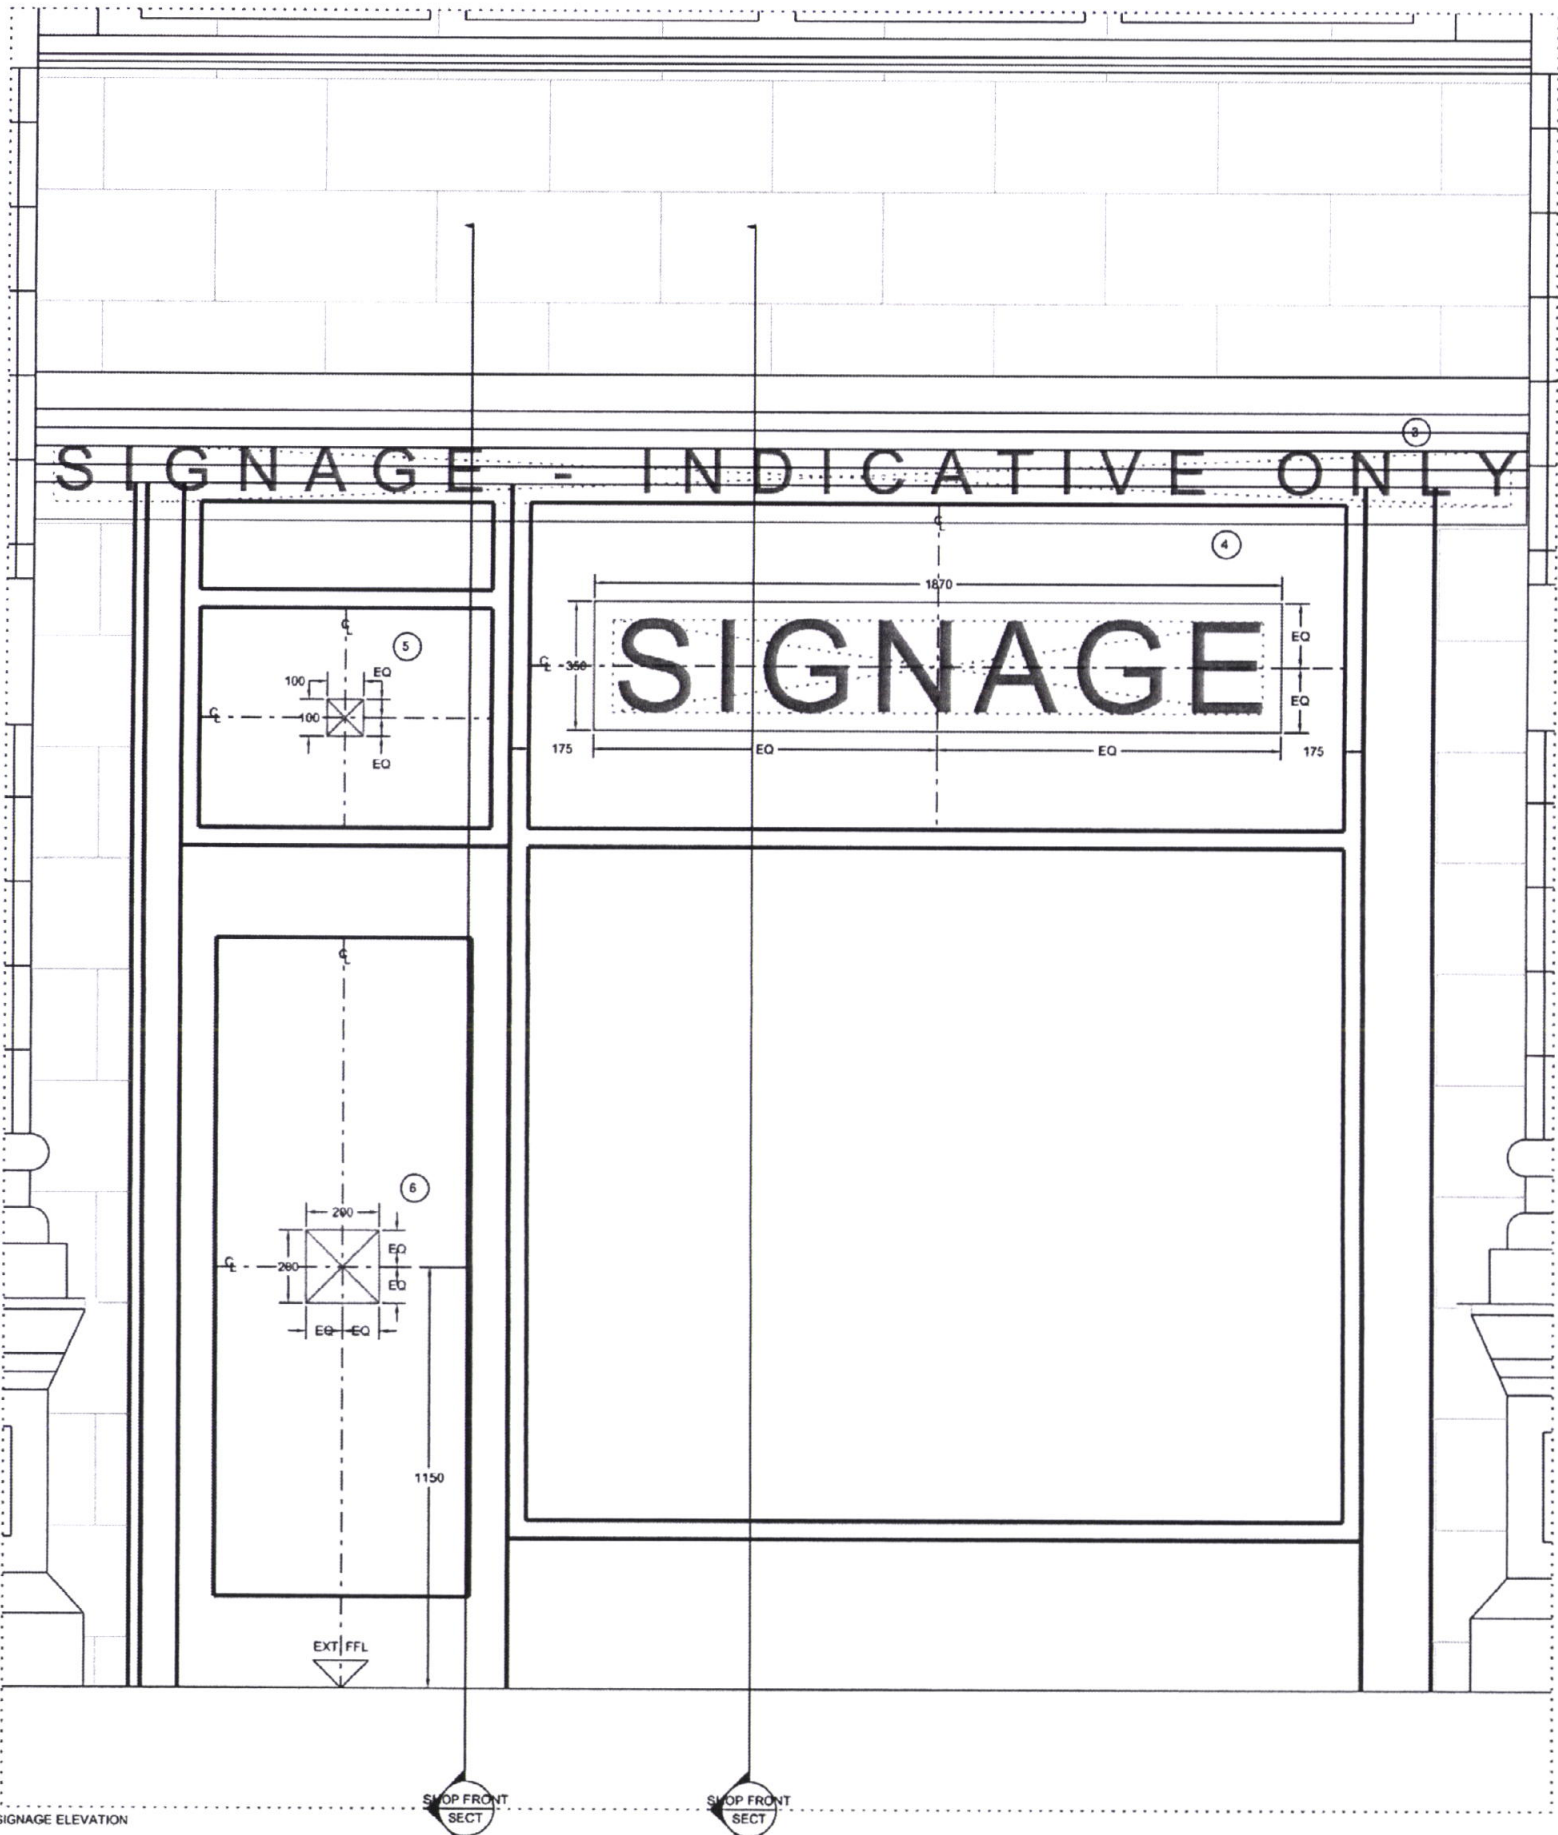 SIGNAGE - INDICATIVE ONLY
3
℄
4
1870
SIGNAGE
℄
350
EQ
EQ
175
EQ
EQ
175
℄
5
100
EQ
℄
100
EQ
℄
6
200
℄
200
EQ
EQ
EQ
EQ
1150
EXT FFL
SHOP FRONT
SECT
SHOP FRONT
SECT
SIGNAGE ELEVATION